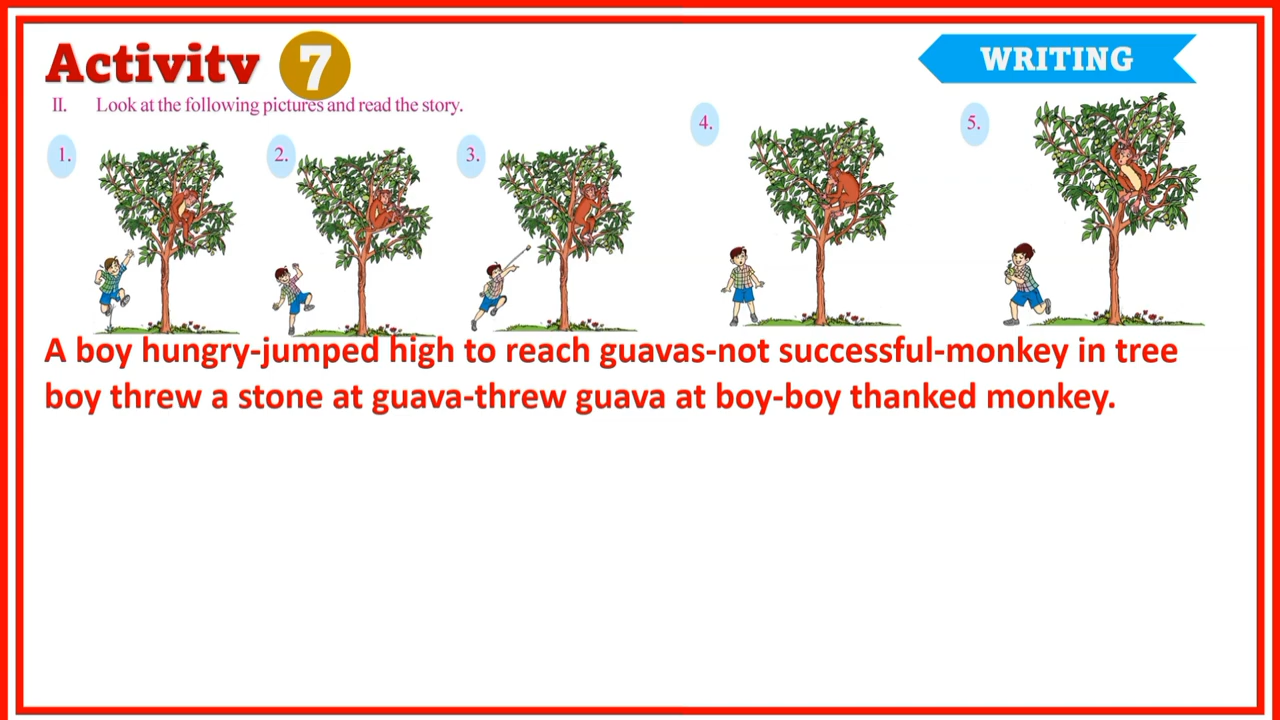 Activity 7
WRITING
II. Look at the following pictures and read the story.
1.
2.
3.
4.
5.
A boy hungry-jumped high to reach guavas-not successful-monkey in tree
boy threw a stone at guava-threw guava at boy-boy thanked monkey.